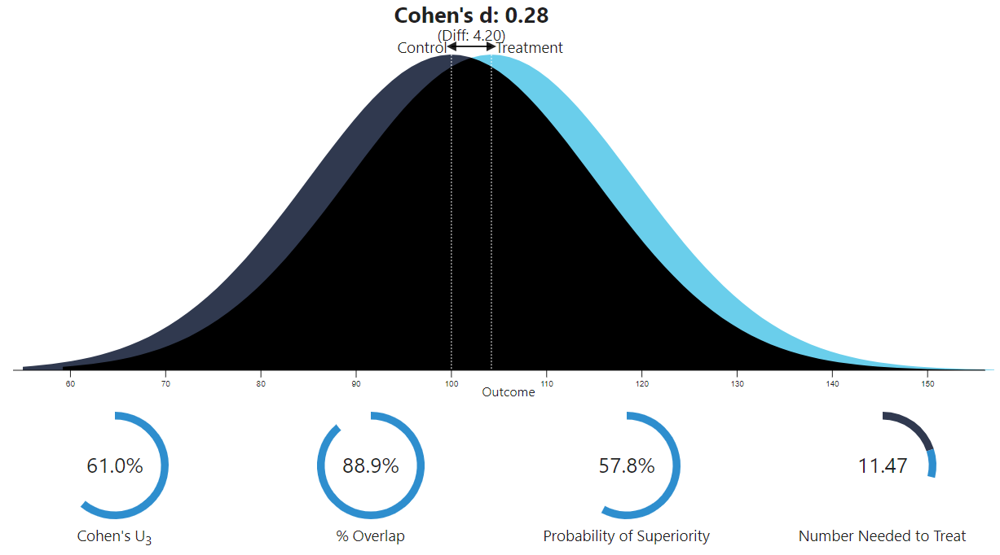 Cohen's d: 0.28
(Diff: 4.20)
Control Treatment
60 70 80 90 100 110 120 130 140 150
Outcome
61.0% 88.9% 57.8% 11.47
Cohen's U₃ % Overlap Probability of Superiority Number Needed to Treat